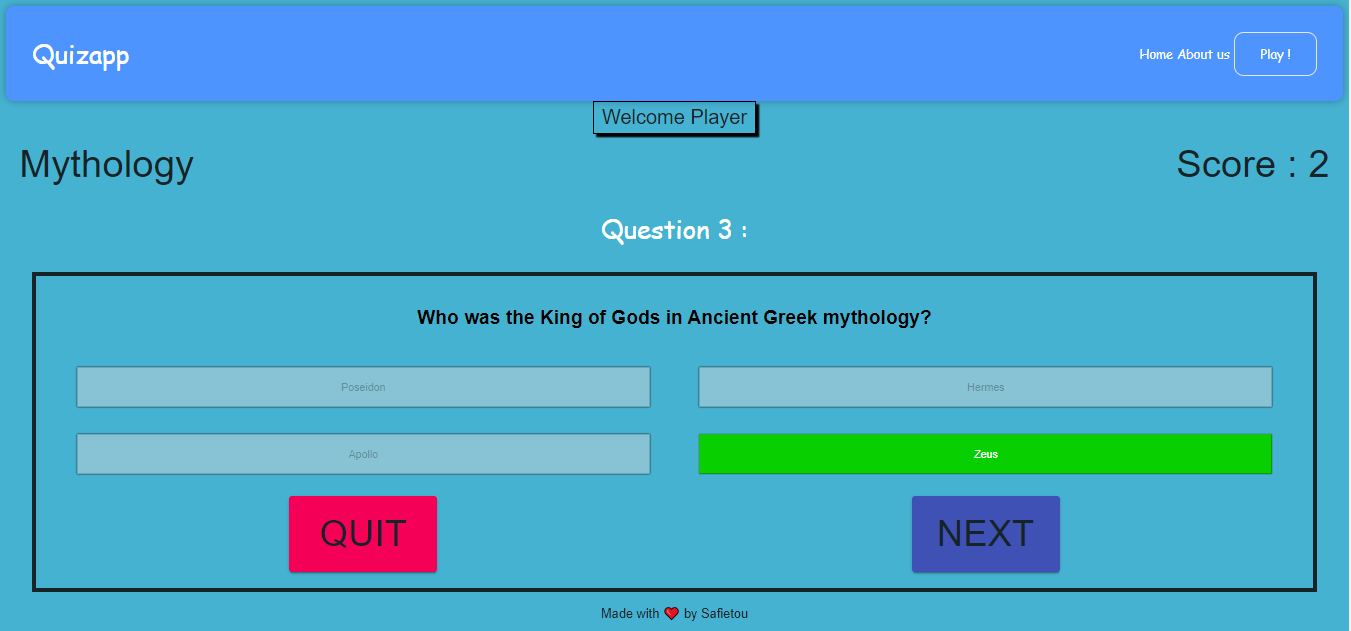 Quizapp
Home About us Play !
Welcome Player
Mythology
Score : 2
Question 3 :
Who was the King of Gods in Ancient Greek mythology?
Poseidon
Hermes
Apollo
Zeus
QUIT
NEXT
Made with ❤ by Safietou